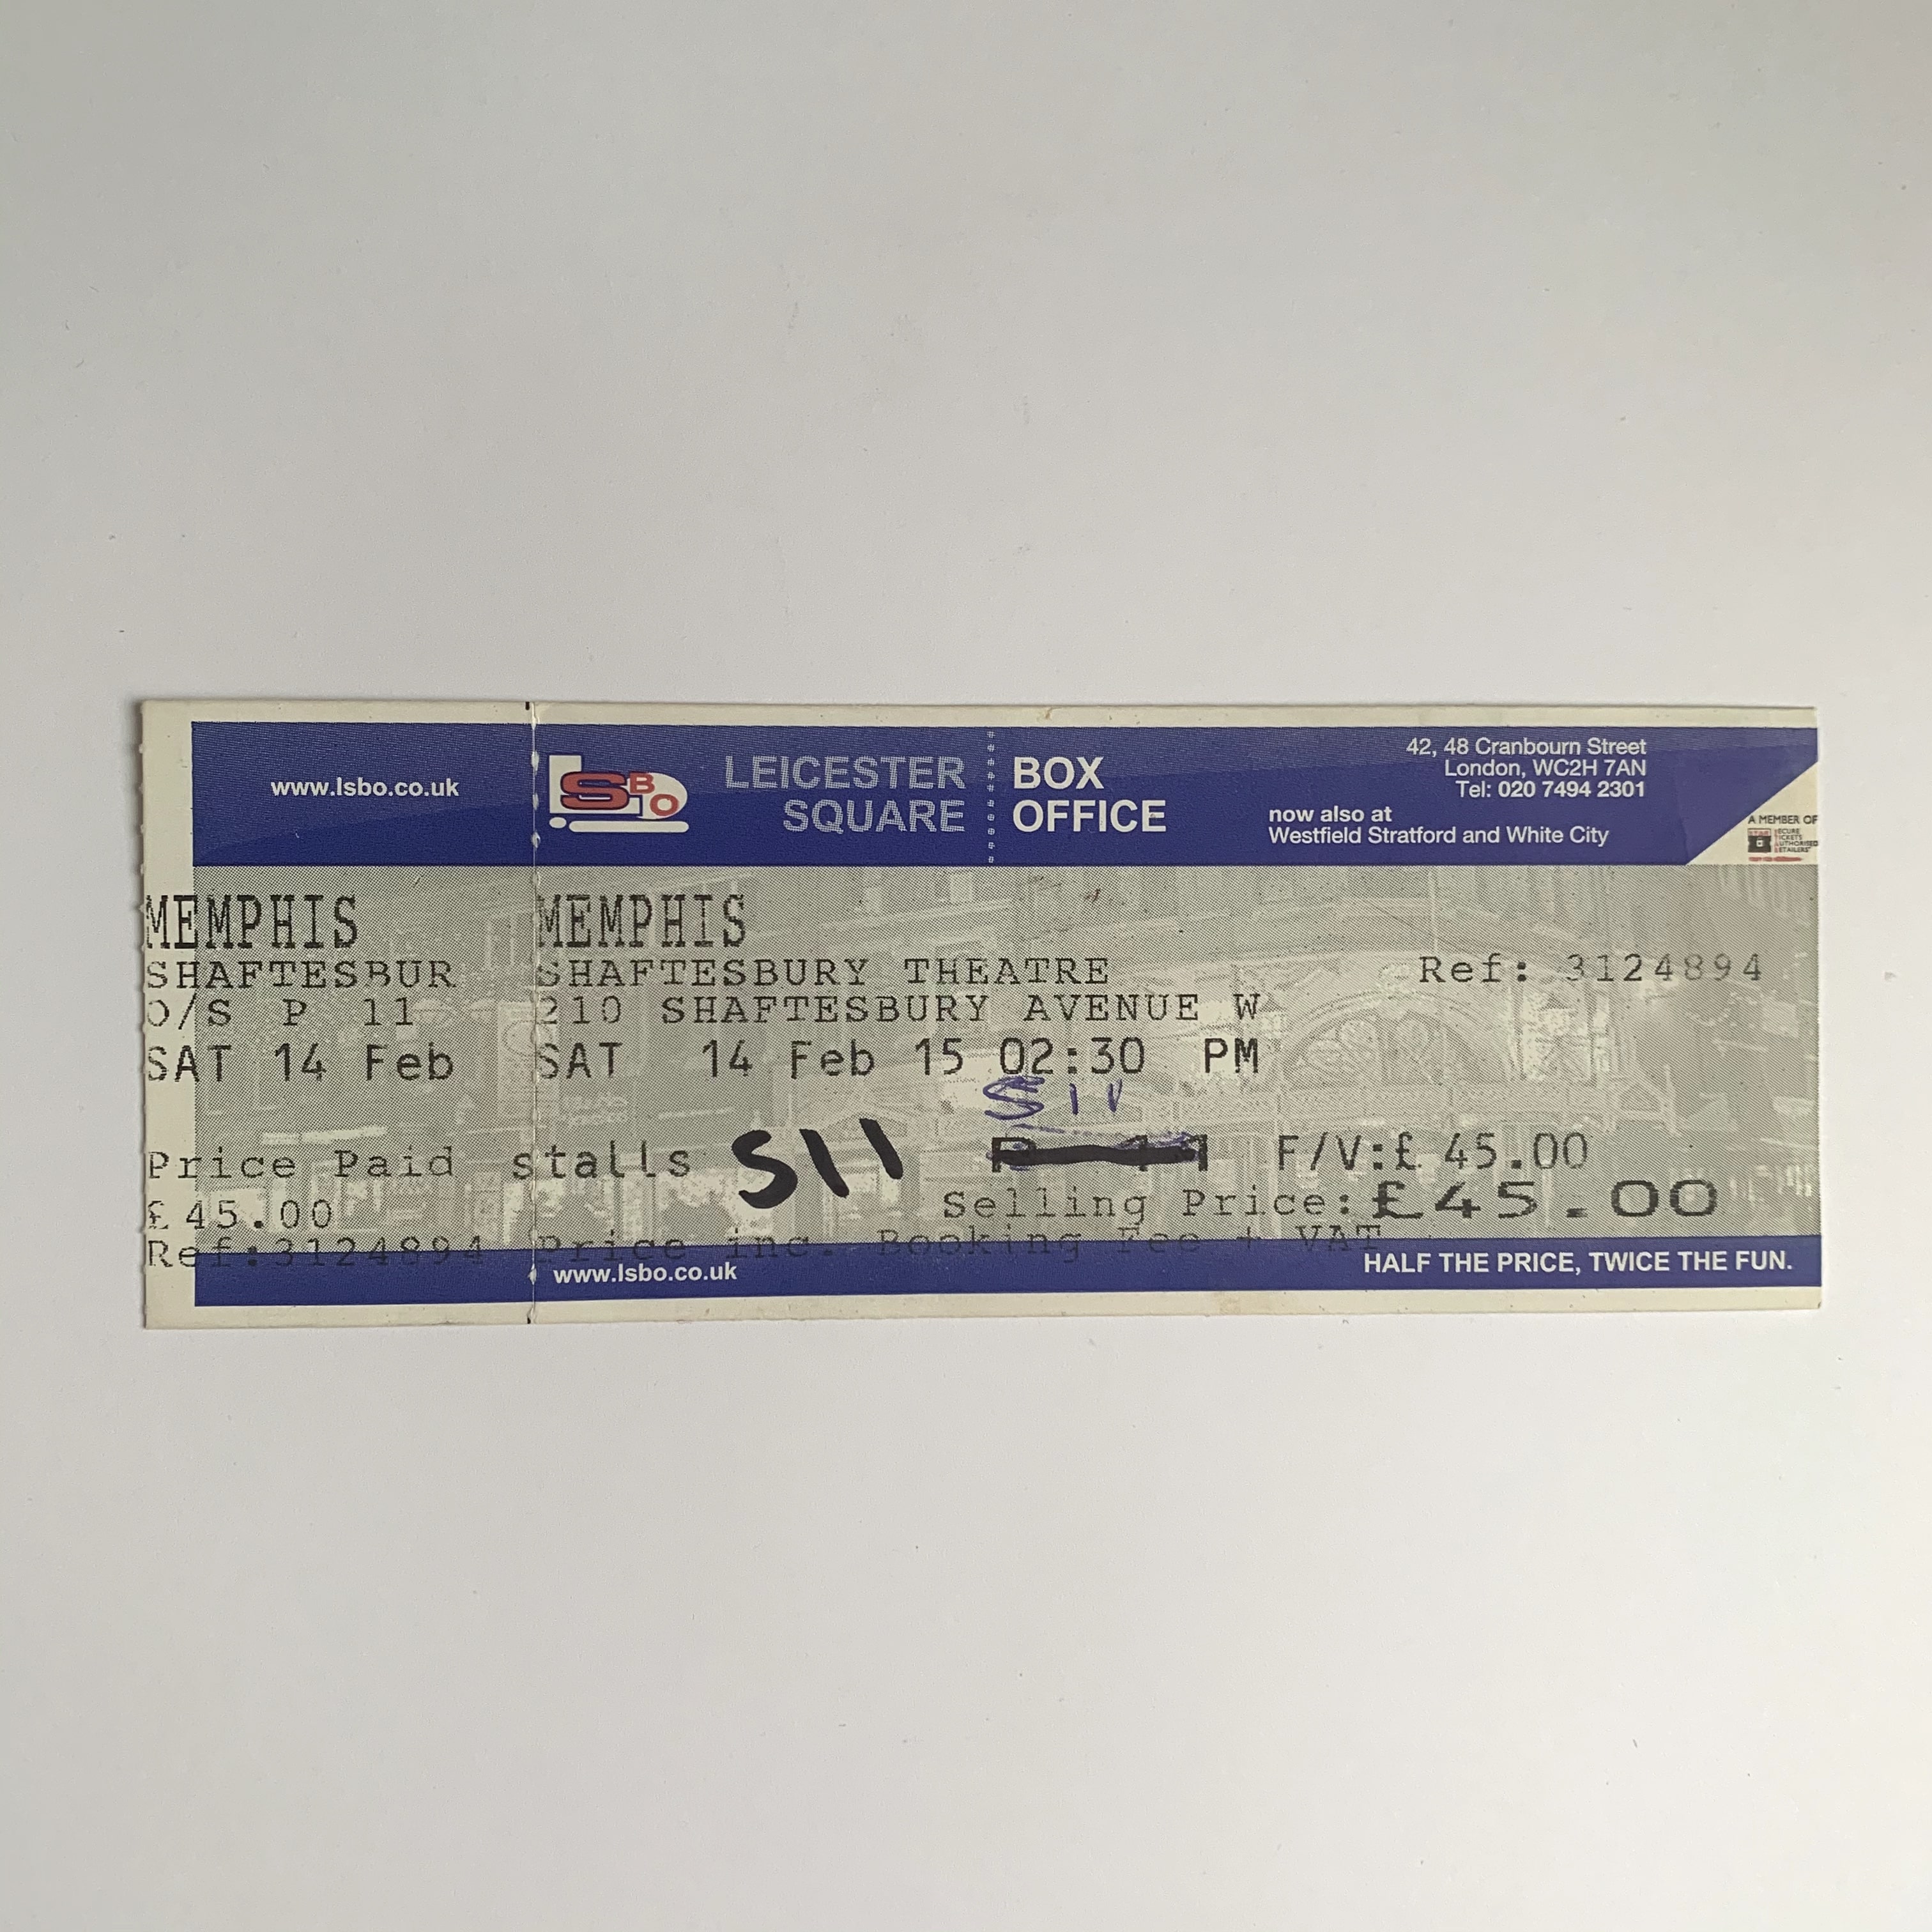 www.lsbo.co.uk
LSBO
LEICESTER
SQUARE
BOX
OFFICE
42, 48 Cranbourn Street
London, WC2H 7AN
Tel: 020 7494 2301
now also at
Westfield Stratford and White City
A MEMBER OF
STAR
SECURE
TICKETS
AUTHORISED
RETAILERS
MEMPHIS
SHAFTESBUR
O/S P 11
SAT 14 Feb
Price Paid
£45.00
Ref:3124894
MEMPHIS
SHAFTESBURY THEATRE
Ref: 3124894
210 SHAFTESBURY AVENUE W
SAT 14 Feb 15 02:30 PM
S11
stalls S11 P 11 F/V:£ 45.00
Selling Price:£45.00
Price inc. Booking Fee + VAT
www.lsbo.co.uk
HALF THE PRICE, TWICE THE FUN.